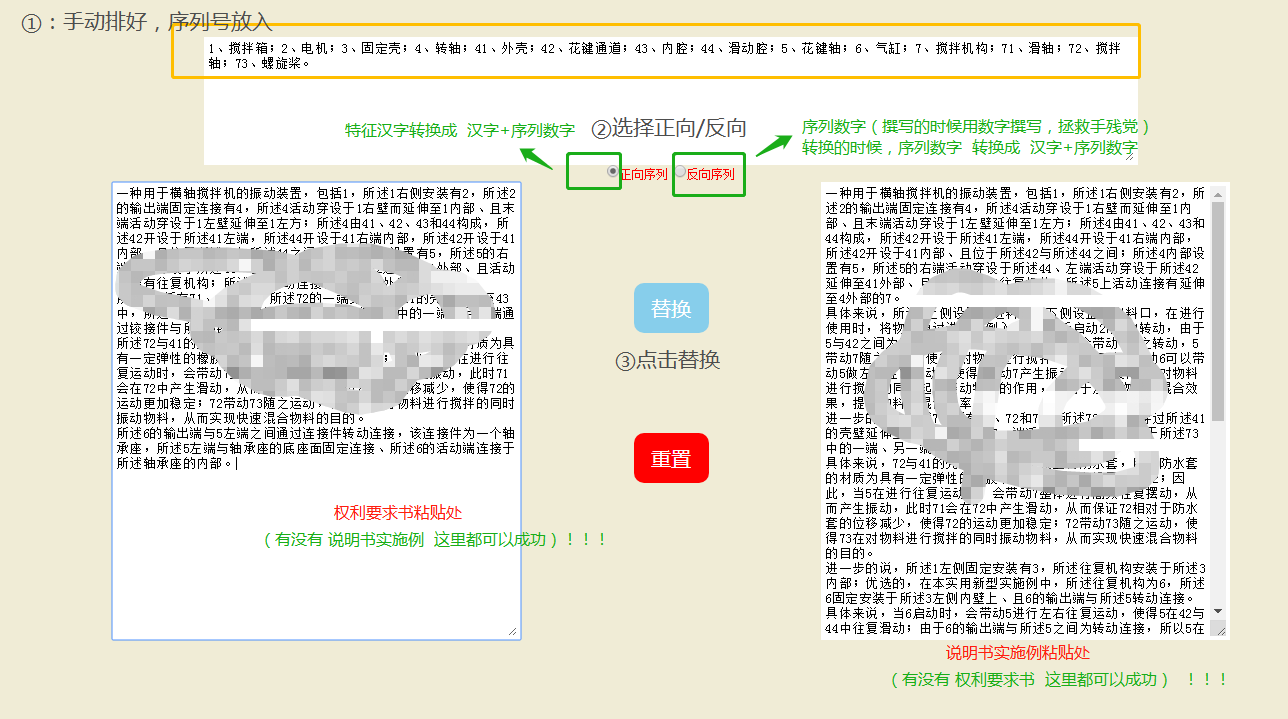 ①：手动排好，序列号放入
1、搅拌箱；2、电机；3、固定壳；4、转轴；41、外壳；42、花键通道；43、内腔；44、滑动腔；5、花键轴；6、气缸；7、搅拌机构；71、滑轴；72、搅拌
轴；73、螺旋桨。
特征汉字转换成 汉字+序列数字
②选择正向/反向
序列数字（撰写的时候用数字撰写，拯救手残党）
转换的时候，序列数字 转换成 汉字+序列数字
正向序列
反向序列
一种用于横轴搅拌机的振动装置，包括1，所述1右侧安装有2，所述2
的输出端固定连接有4，所述4活动穿设于1右壁而延伸至1内部、且末
端活动穿设于1左壁延伸至1左方；所述4由41、42、43和44构成，所
述42开设于所述41左端，所述44开设于41右端内部，所述42开设于41
内部
设置有5，所述5的右
外部、且活动
有往复机构；所
71、
所述72的一端
至43
中，所
中的一端
端通
过铰接件与所
所述72与41的
质为具
有一定弹性的橡
在进行往
复运动时，会带动
振动，此时71
会在72中产生滑动，从
移减少，使得72的
运动更加稳定；72带动73随之运动，
物料进行搅拌的同时
振动物料，从而实现快速混合物料的目的。
所述6的输出端与5左端之间通过连接件转动连接，该连接件为一个轴
承座，所述5左端与轴承座的底座面固定连接、所述6的活动端连接于
所述轴承座的内部。
权利要求书粘贴处
（有没有 说明书实施例 这里都可以成功）！！！
替换
③点击替换
重置
一种用于横轴搅拌机的振动装置，包括1，所述1右侧安装有2，所
述2的输出端固定连接有4，所述4活动穿设于1右壁而延伸至1内
部、且末端活动穿设于1左壁延伸至1左方；所述4由41、42、43和
44构成，所述42开设于所述41左端，所述44开设于41右端内部，
所述42开设于41内部、且位于所述42与所述44之间；所述4内部设
置有5，所述5的右端活动穿设于所述44、左端活动穿设于所述42
延伸至41外部、
所述5上活动连接有延伸
至4外部的7。
具体来说，所
上侧设
下侧设
料口，在进行
使用时，将物
启动2
转动，由于
5与42之间为
会带动
之转动，5
带动7随
使
对物
行搅拌
动6可以带
动5做左
使得
动7产生振
对物
料进行搅
的同
起
动物
的作用，
于
物
混合效
果，提
料
混
率
进一步的
、72和7
所述7
穿过所述41
的壳壁延伸
于所述73
中的一端、另一端
具体来说，72与41的壳
防水套，
防水套
的材质为具有一定弹性的
2；因
此，当5在进行往复运动
会带动7整体进行高频往复摆动，从
而产生振动，此时71会在72中产生滑动，从而保证72相对于防水
套的位移减少，使得72的运动更加稳定；72带动73随之运动，使
得73在对物料进行搅拌的同时振动物料，从而实现快速混合物料
的目的。
进一步的说，所述1左侧固定安装有3，所述往复机构安装于所述3
内部；优选的，在本实用新型实施例中，所述往复机构为6，所述
6固定安装于所述3左侧内壁上、且6的输出端与所述5转动连接。
具体来说，当6启动时，会带动5进行左右往复运动，使得5在42与
44中往复滑动；由于6的输出端与所述5之间为转动连接，所以5在
说明书实施例粘贴处
（有没有 权利要求书 这里都可以成功） ！！！